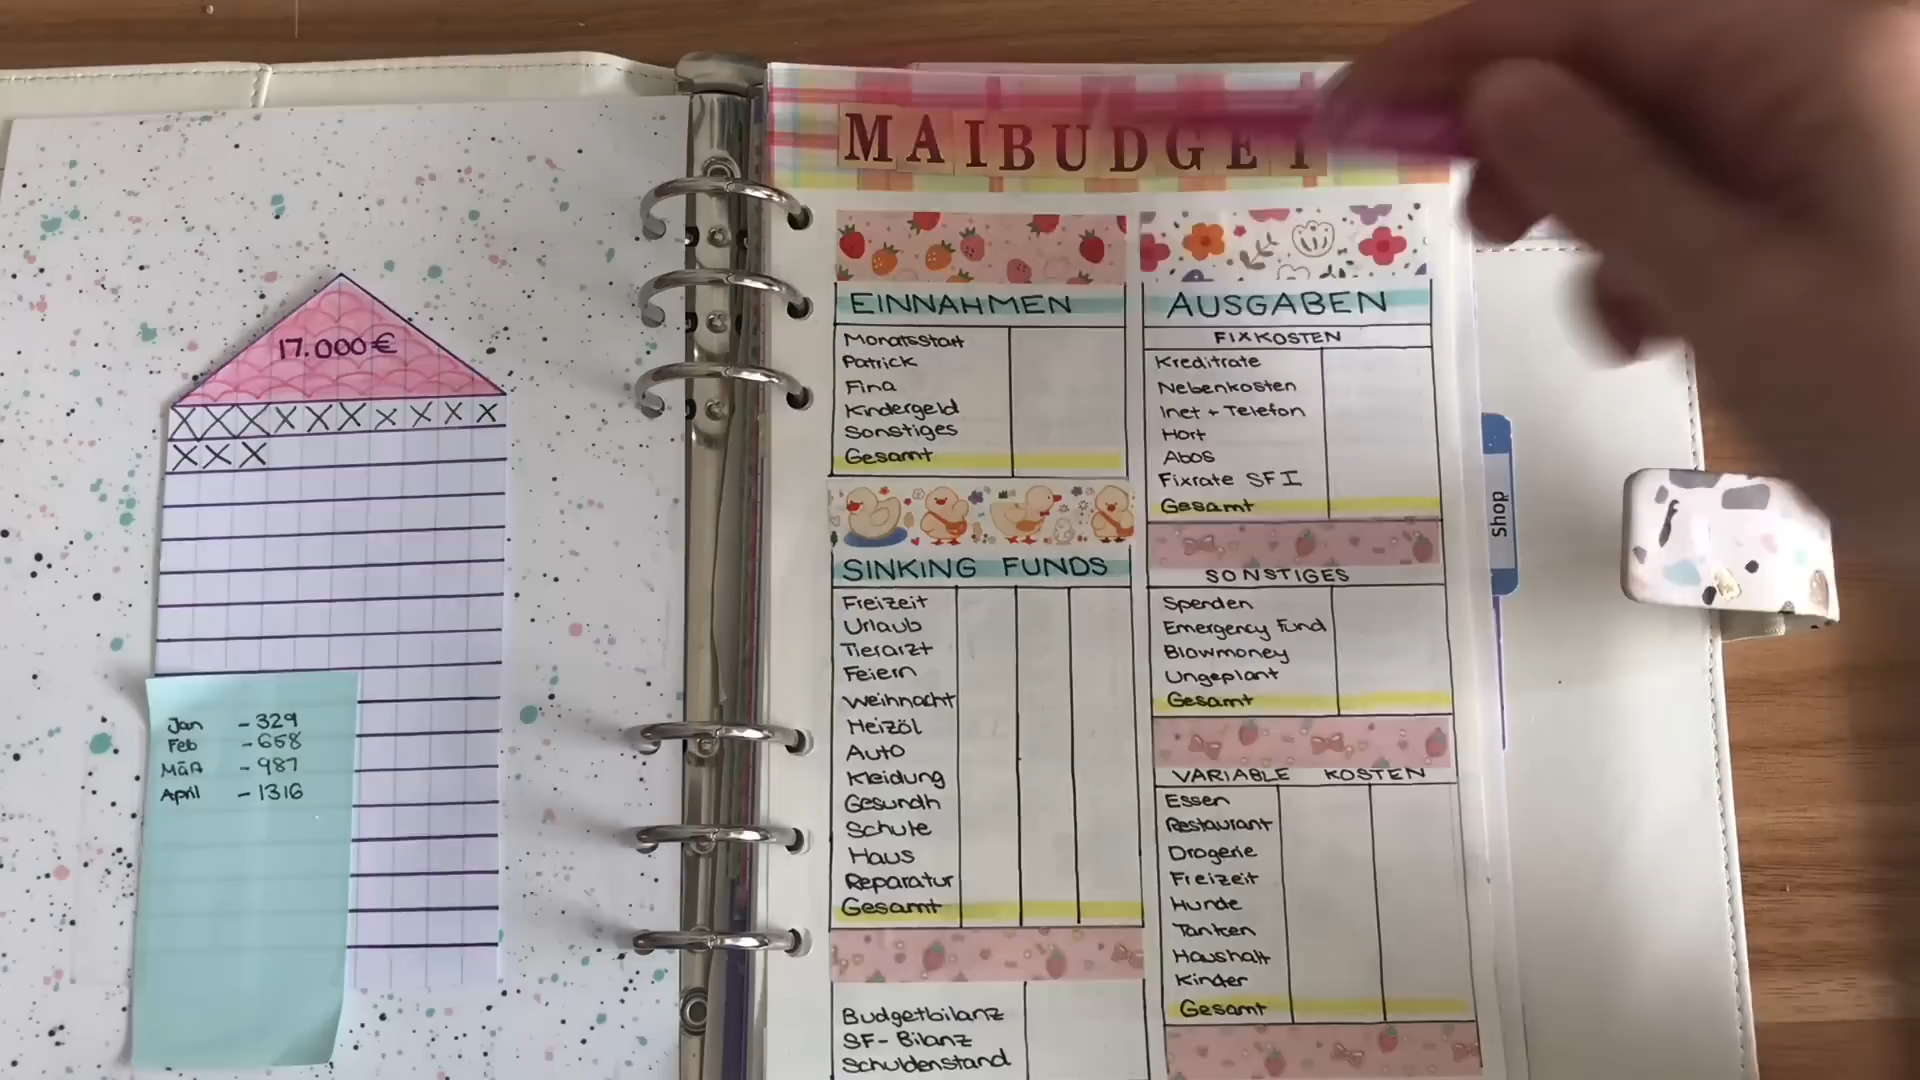 17.000€
X X X X X X X X X X
X X X
Jan - 329
Feb - 658
März - 987
April - 1316
MAIBUDGET
EINNAHMEN
Monatsstart
Patrick
Fina
Kindergeld
Sonstiges
Gesamt
SINKING FUNDS
Freizeit
Urlaub
Tierarzt
Feiern
Weihnacht
Heizöl
Auto
Kleidung
Gesundh
Schule
Haus
Reparatur
Gesamt
Budgetbilanz
SF-Bilanz
Schuldenstand
AUSGABEN
FIXKOSTEN
Kreditrate
Nebenkosten
Inet + Telefon
Hort
Abos
Fixrate SF I
Gesamt
SONSTIGES
Spenden
Emergency Fund
Blowmoney
Ungeplant
Gesamt
VARIABLE KOSTEN
Essen
Restaurant
Drogerie
Freizeit
Hunde
Tanken
Haushalt
Kinder
Gesamt
Shop